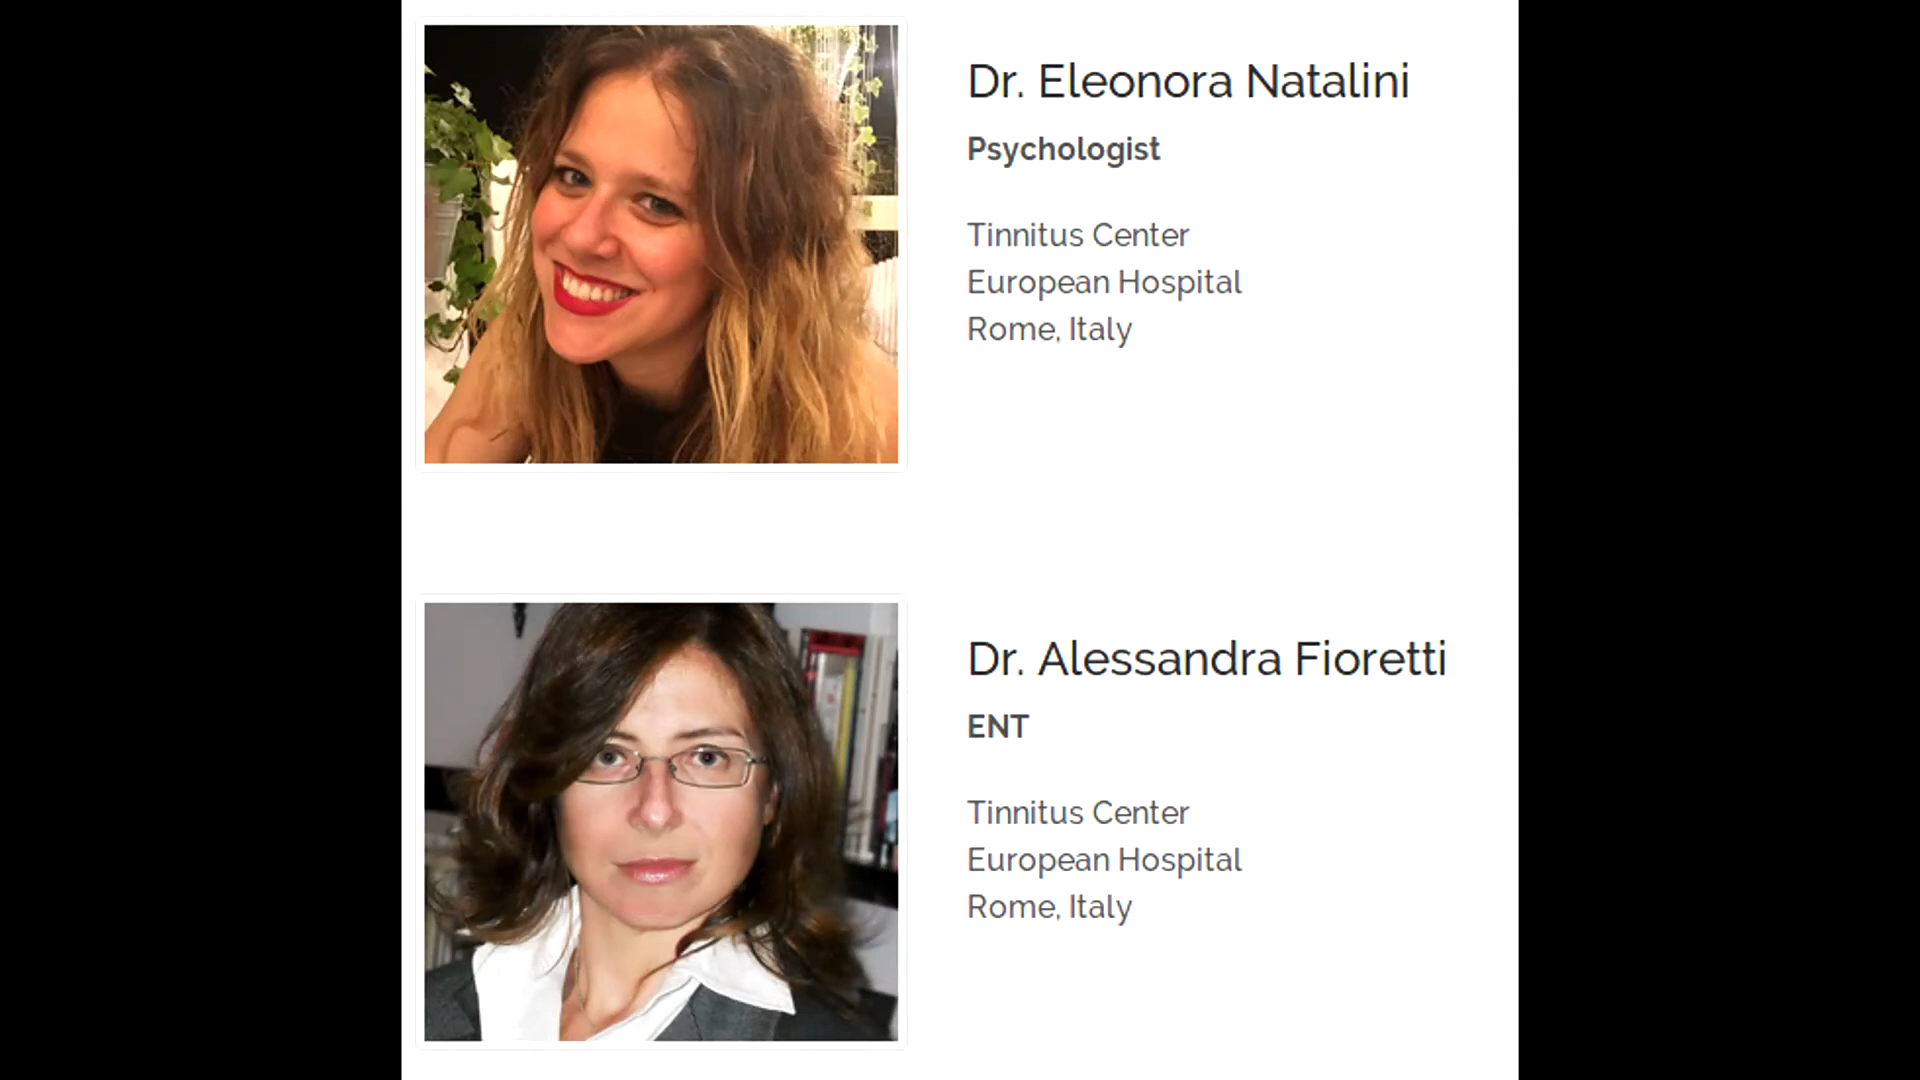 Dr. Eleonora Natalini
Psychologist
Tinnitus Center
European Hospital
Rome, Italy
Dr. Alessandra Fioretti
ENT
Tinnitus Center
European Hospital
Rome, Italy